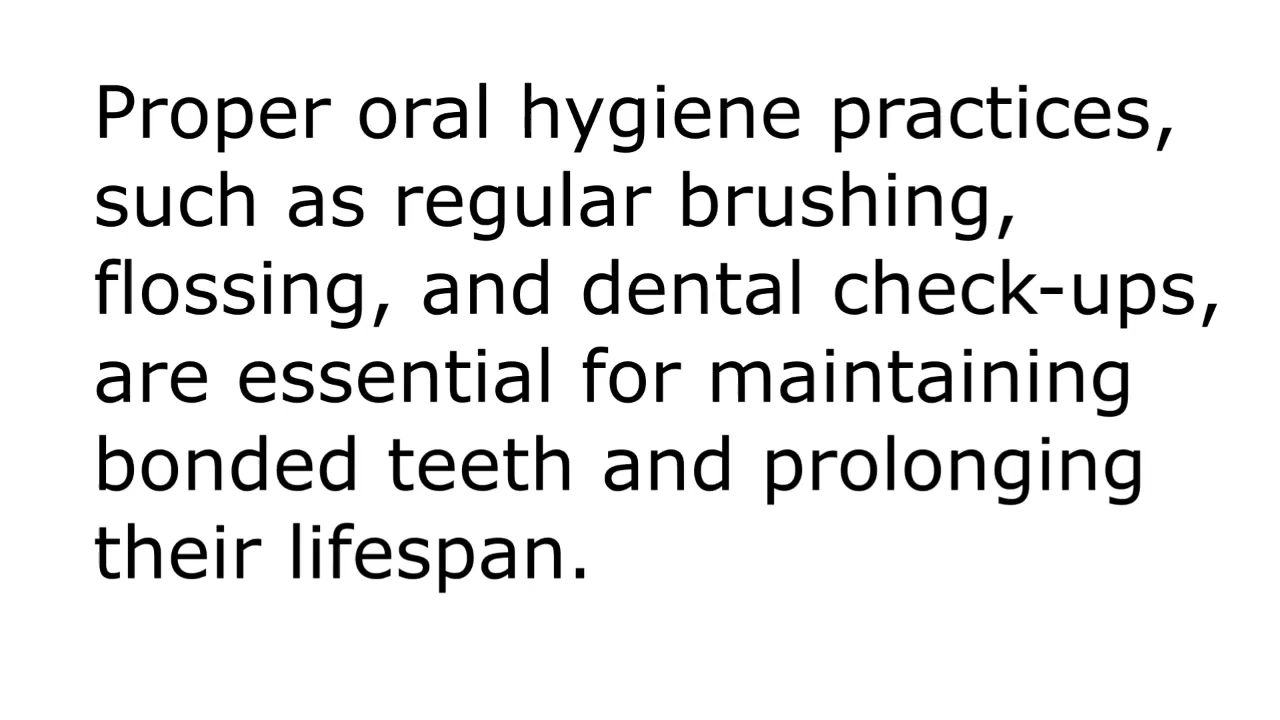 Proper oral hygiene practices,
such as regular brushing,
flossing, and dental check-ups,
are essential for maintaining
bonded teeth and prolonging
their lifespan.